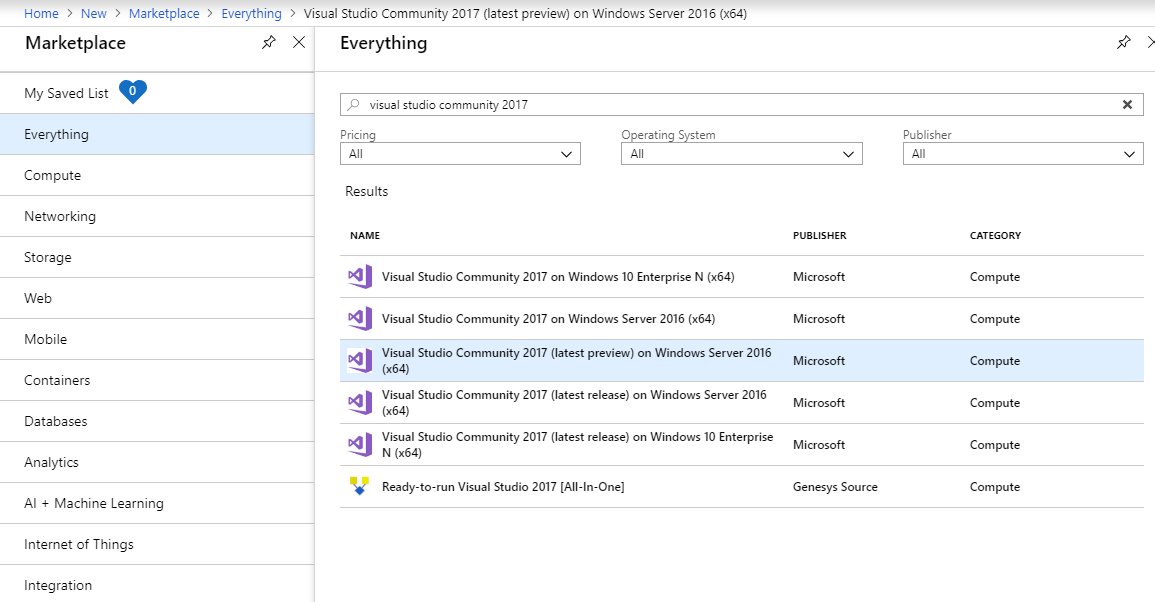 Home > New > Marketplace > Everything > Visual Studio Community 2017 (latest preview) on Windows Server 2016 (x64)
Marketplace
My Saved List 0
Everything
Compute
Networking
Storage
Web
Mobile
Containers
Databases
Analytics
AI + Machine Learning
Internet of Things
Integration
Everything
visual studio community 2017
Pricing Operating System Publisher
All All All
Results
NAME PUBLISHER CATEGORY
Visual Studio Community 2017 on Windows 10 Enterprise N (x64) Microsoft Compute
Visual Studio Community 2017 on Windows Server 2016 (x64) Microsoft Compute
Visual Studio Community 2017 (latest preview) on Windows Server 2016
(x64) Microsoft Compute
Visual Studio Community 2017 (latest release) on Windows Server 2016
(x64) Microsoft Compute
Visual Studio Community 2017 (latest release) on Windows 10 Enterprise
N (x64) Microsoft Compute
Ready-to-run Visual Studio 2017 [All-In-One] Genesys Source Compute